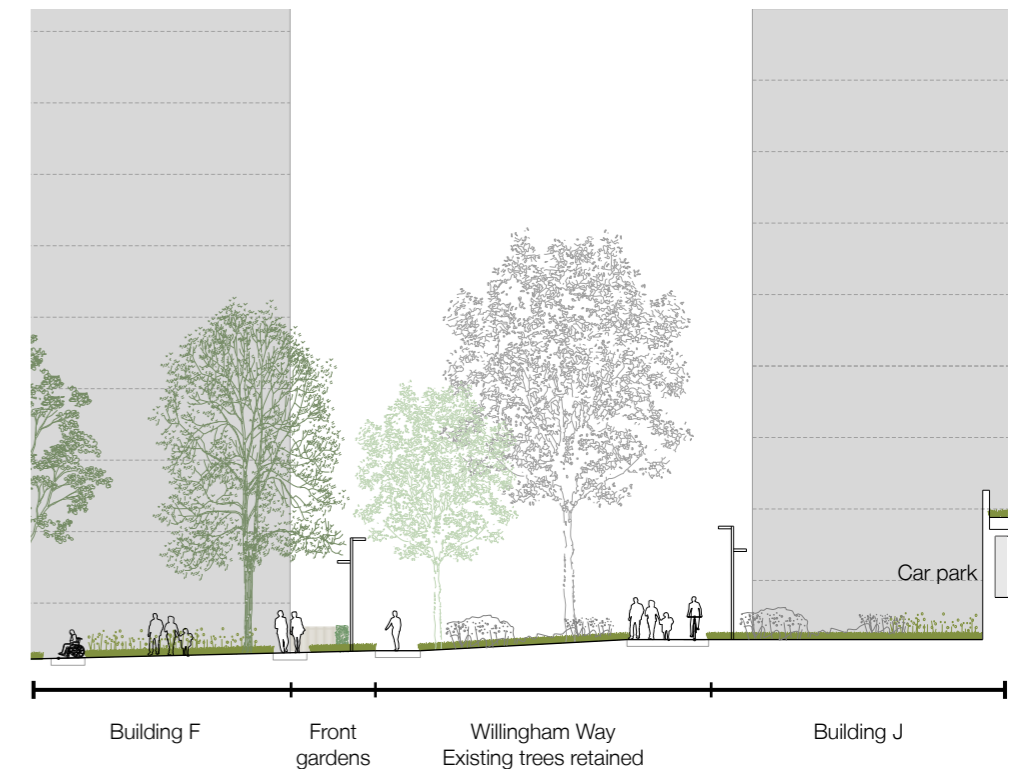 Car park
Building F
Front
gardens
Willingham Way
Existing trees retained
Building J